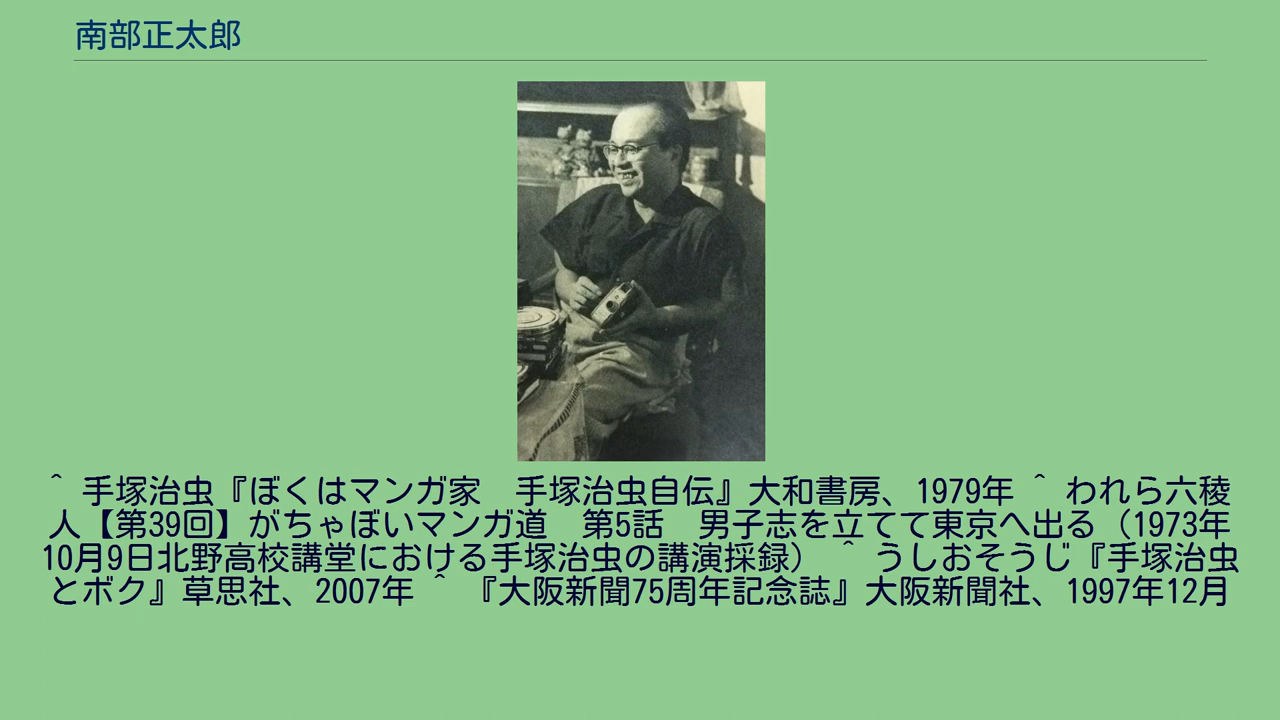 南部正太郎
^ 手塚治虫『ぼくはマンガ家　手塚治虫自伝』大和書房、1979年 ^ われら六稜
人【第39回】がちゃぼいマンガ道　第5話　男子志を立てて東京へ出る（1973年
10月9日北野高校講堂における手塚治虫の講演採録） ^ うしおそうじ『手塚治虫
とボク』草思社、2007年 ^ 『大阪新聞75周年記念誌』大阪新聞社、1997年12月